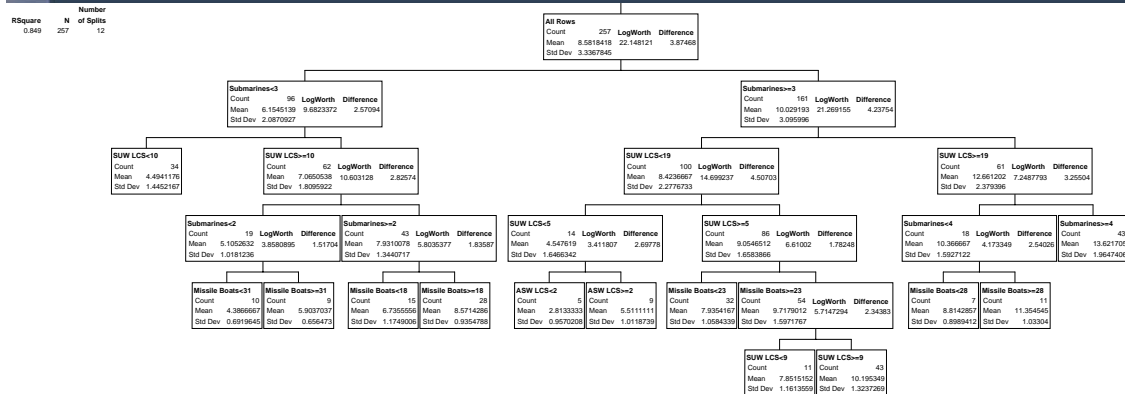 Number
RSquare N of Splits
0.849 257 12
All Rows
Count 257 LogWorth Difference
Mean 8.5818418 22.148121 3.87468
Std Dev 3.3367845
Submarines<3
Count 96 LogWorth Difference
Mean 6.1545139 9.6823372 2.57094
Std Dev 2.0870927
Submarines>=3
Count 161 LogWorth Difference
Mean 10.029193 21.269155 4.23754
Std Dev 3.095996
SUW LCS<10
Count 34
Mean 4.4941176
Std Dev 1.4452167
SUW LCS>=10
Count 62 LogWorth Difference
Mean 7.0650538 10.603128 2.82574
Std Dev 1.8095922
SUW LCS<19
Count 100 LogWorth Difference
Mean 8.4236667 14.699237 4.50703
Std Dev 2.2776733
SUW LCS>=19
Count 61 LogWorth Difference
Mean 12.661202 7.2487793 3.25504
Std Dev 2.379396
Submarines<2
Count 19 LogWorth Difference
Mean 5.1052632 3.8580895 1.51704
Std Dev 1.0181236
Submarines>=2
Count 43 LogWorth Difference
Mean 7.9310078 5.8035377 1.83587
Std Dev 1.3440717
SUW LCS<5
Count 14 LogWorth Difference
Mean 4.547619 3.411807 2.69778
Std Dev 1.6466342
SUW LCS>=5
Count 86 LogWorth Difference
Mean 9.0546512 6.61002 1.78248
Std Dev 1.6583866
Submarines<4
Count 18 LogWorth Difference
Mean 10.366667 4.173349 2.54026
Std Dev 1.5927122
Submarines>=4
Count 43
Mean 13.621705
Std Dev 1.9647406
Missile Boats<31
Count 10
Mean 4.3866667
Std Dev 0.6919645
Missile Boats>=31
Count 9
Mean 5.9037037
Std Dev 0.656473
Missile Boats<18
Count 15
Mean 6.7355556
Std Dev 1.1749006
Missile Boats>=18
Count 28
Mean 8.5714286
Std Dev 0.9354788
ASW LCS<2
Count 5
Mean 2.8133333
Std Dev 0.9570208
ASW LCS>=2
Count 9
Mean 5.5111111
Std Dev 1.0118739
Missile Boats<23
Count 32
Mean 7.9354167
Std Dev 1.0584339
Missile Boats>=23
Count 54 LogWorth Difference
Mean 9.7179012 5.7147294 2.34383
Std Dev 1.5971767
Missile Boats<28
Count 7
Mean 8.8142857
Std Dev 0.8989412
Missile Boats>=28
Count 11
Mean 11.354545
Std Dev 1.03304
SUW LCS<9
Count 11
Mean 7.8515152
Std Dev 1.1613559
SUW LCS>=9
Count 43
Mean 10.195349
Std Dev 1.3237269